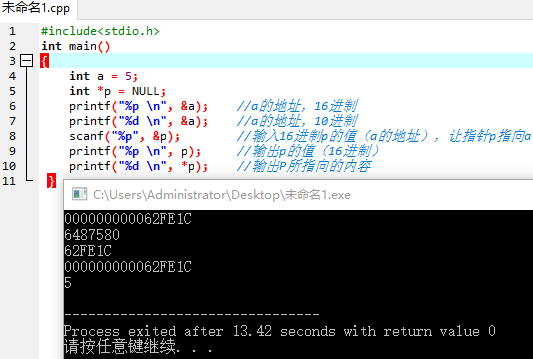 未命名1.cpp
1 #include<stdio.h>
2 int main()
3 {
4 int a = 5;
5 int *p = NULL;
6 printf("%p \n", &a); //a的地址，16进制
7 printf("%d \n", &a); //a的地址，10进制
8 scanf("%p", &p); //输入16进制p的值（a的地址），让指针p指向a
9 printf("%p \n", p); //输出p的值（16进制）
10 printf("%d \n", *p); //输出P所指向的内容
11 }
C:\Users\Administrator\Desktop\未命名1.exe
000000000062FE1C
6487580
62FE1C
000000000062FE1C
5
--------------------------------
Process exited after 13.42 seconds with return value 0
请按任意键继续. . .